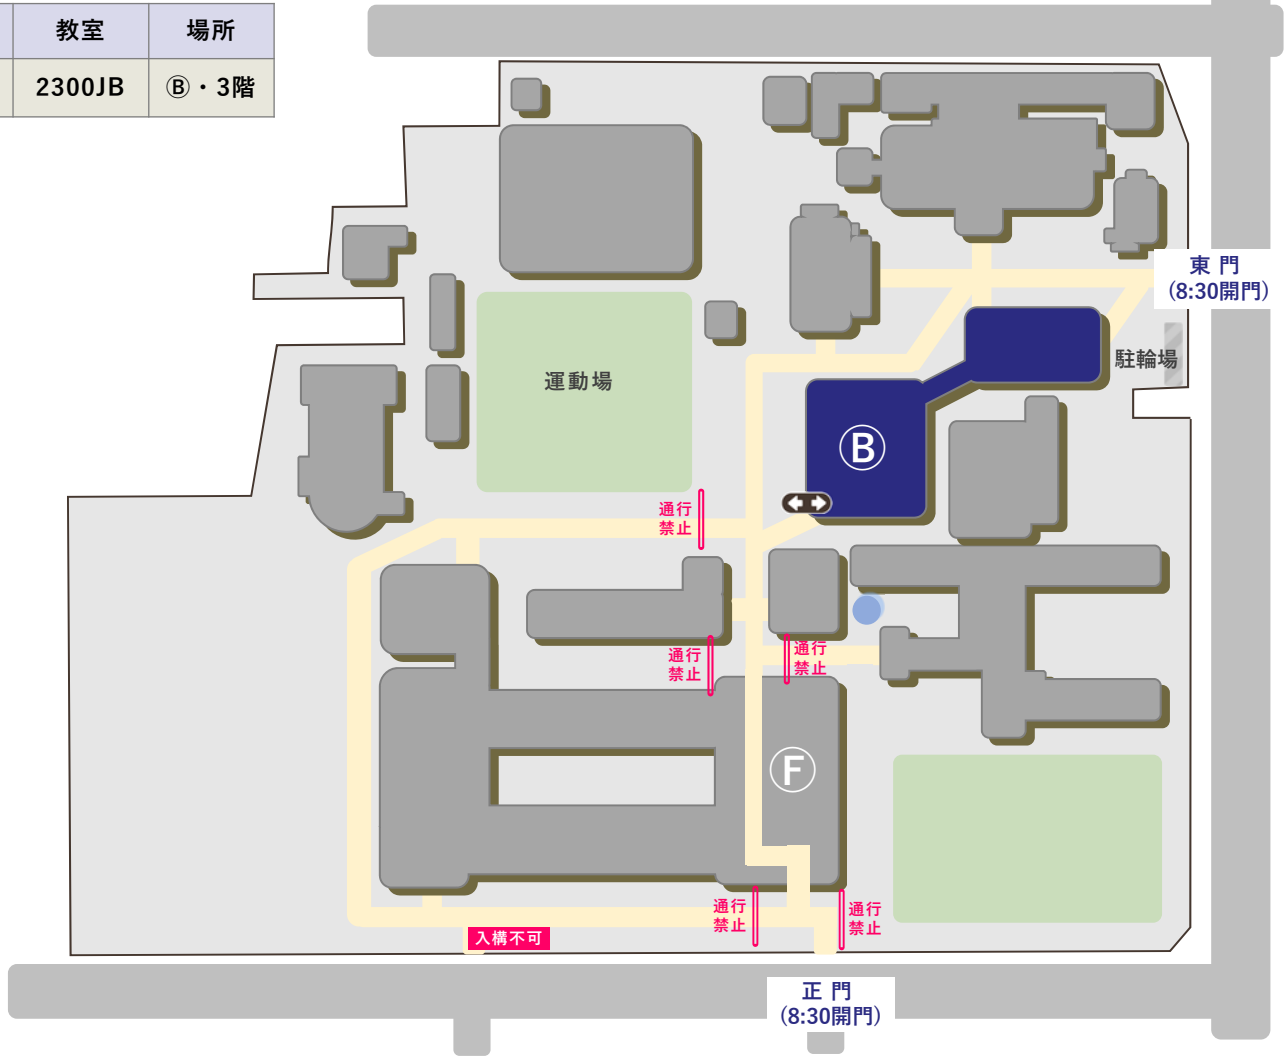 教室 場所
2300JB Ⓑ・3階
東 門
(8:30開門)
駐輪場
運動場
Ⓑ
通行
禁止
通行
禁止
通行
禁止
Ⓕ
通行
禁止
通行
禁止
入構不可
正 門
(8:30開門)